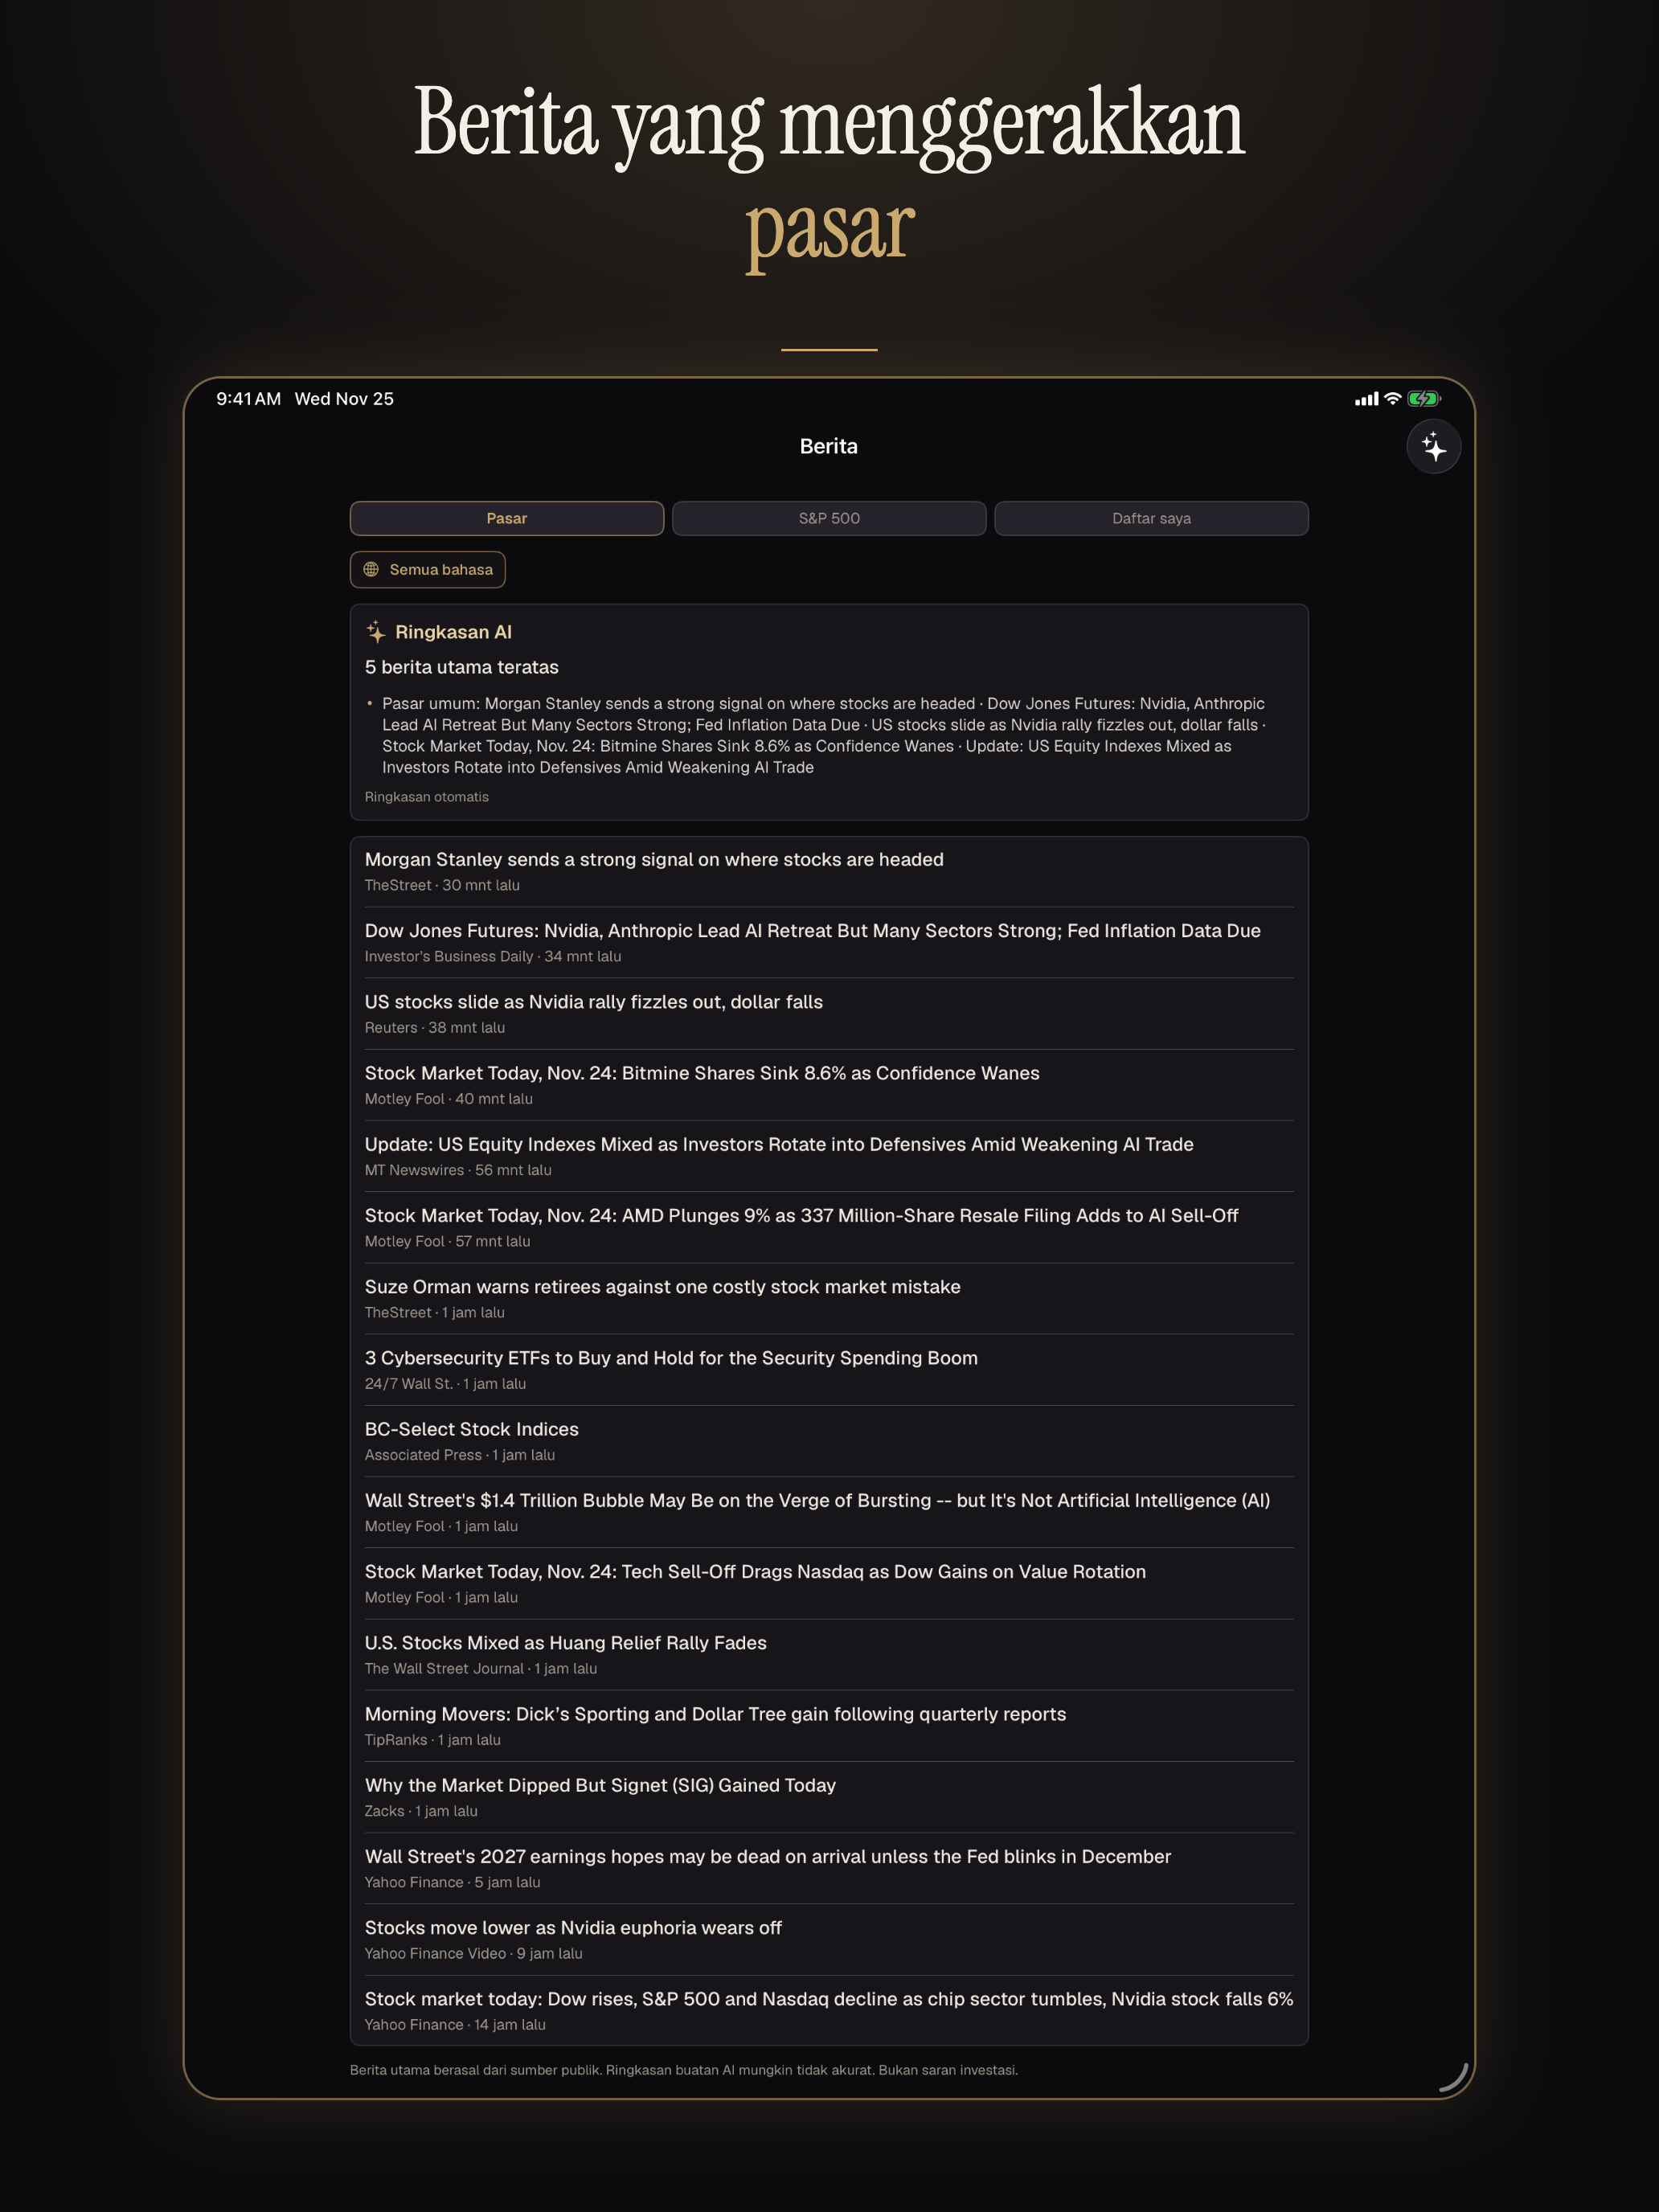 Berita yang menggerakkan
pasar
9:41 AM Wed Nov 25
Berita
Pasar
S&P 500
Daftar saya
Semua bahasa
Ringkasan AI
5 berita utama teratas
• Pasar umum: Morgan Stanley sends a strong signal on where stocks are headed · Dow Jones Futures: Nvidia, Anthropic
Lead AI Retreat But Many Sectors Strong; Fed Inflation Data Due · US stocks slide as Nvidia rally fizzles out, dollar falls ·
Stock Market Today, Nov. 24: Bitmine Shares Sink 8.6% as Confidence Wanes · Update: US Equity Indexes Mixed as
Investors Rotate into Defensives Amid Weakening AI Trade
Ringkasan otomatis
Morgan Stanley sends a strong signal on where stocks are headed
TheStreet · 30 mnt lalu
Dow Jones Futures: Nvidia, Anthropic Lead AI Retreat But Many Sectors Strong; Fed Inflation Data Due
Investor's Business Daily · 34 mnt lalu
US stocks slide as Nvidia rally fizzles out, dollar falls
Reuters · 38 mnt lalu
Stock Market Today, Nov. 24: Bitmine Shares Sink 8.6% as Confidence Wanes
Motley Fool · 40 mnt lalu
Update: US Equity Indexes Mixed as Investors Rotate into Defensives Amid Weakening AI Trade
MT Newswires · 56 mnt lalu
Stock Market Today, Nov. 24: AMD Plunges 9% as 337 Million-Share Resale Filing Adds to AI Sell-Off
Motley Fool · 57 mnt lalu
Suze Orman warns retirees against one costly stock market mistake
TheStreet · 1 jam lalu
3 Cybersecurity ETFs to Buy and Hold for the Security Spending Boom
24/7 Wall St. · 1 jam lalu
BC-Select Stock Indices
Associated Press · 1 jam lalu
Wall Street's $1.4 Trillion Bubble May Be on the Verge of Bursting -- but It's Not Artificial Intelligence (AI)
Motley Fool · 1 jam lalu
Stock Market Today, Nov. 24: Tech Sell-Off Drags Nasdaq as Dow Gains on Value Rotation
Motley Fool · 1 jam lalu
U.S. Stocks Mixed as Huang Relief Rally Fades
The Wall Street Journal · 1 jam lalu
Morning Movers: Dick’s Sporting and Dollar Tree gain following quarterly reports
TipRanks · 1 jam lalu
Why the Market Dipped But Signet (SIG) Gained Today
Zacks · 1 jam lalu
Wall Street's 2027 earnings hopes may be dead on arrival unless the Fed blinks in December
Yahoo Finance · 5 jam lalu
Stocks move lower as Nvidia euphoria wears off
Yahoo Finance Video · 9 jam lalu
Stock market today: Dow rises, S&P 500 and Nasdaq decline as chip sector tumbles, Nvidia stock falls 6%
Yahoo Finance · 14 jam lalu
Berita utama berasal dari sumber publik. Ringkasan buatan AI mungkin tidak akurat. Bukan saran investasi.